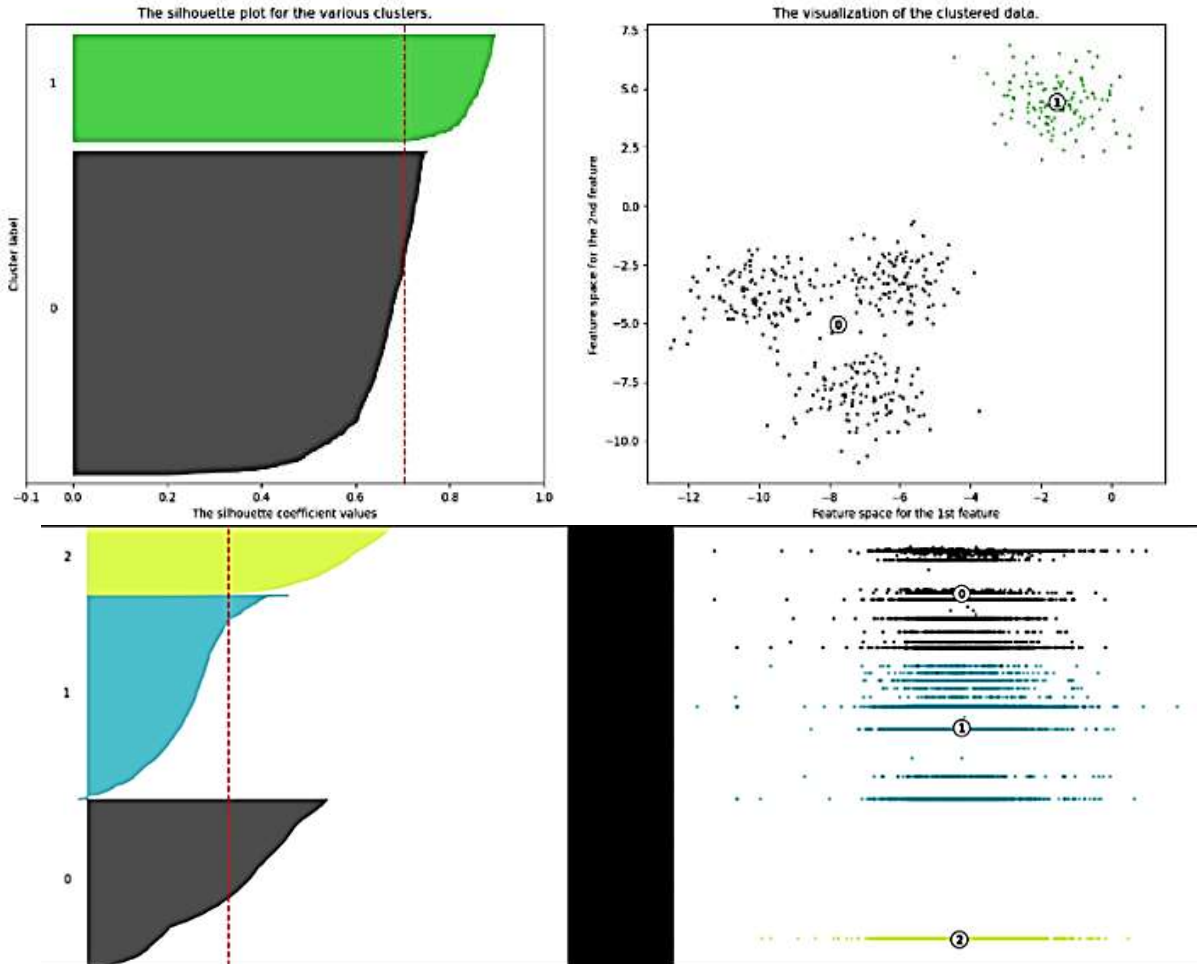 The silhouette plot for the various clusters.
1
0
Cluster label
−0.1 0.0 0.2 0.4 0.6 0.8 1.0
The silhouette coefficient values
The visualization of the clustered data.
7.5
5.0
2.5
0.0
−2.5
−5.0
−7.5
−10.0
Feature space for the 2nd feature
1
0
−12 −10 −8 −6 −4 −2 0
Feature space for the 1st feature
2
1
0
0
1
2